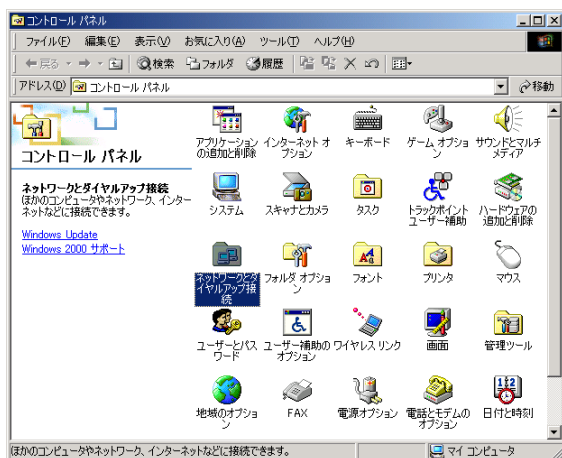 コントロール パネル
ファイル(F) 編集(E) 表示(V) お気に入り(A) ツール(T) ヘルプ(H)
戻る 検索 フォルダ 履歴
アドレス(D) コントロール パネル 移動
コントロール パネル
ネットワークとダイヤルアップ接続
ほかのコンピュータやネットワーク、インター
ネットなどに接続できます。
Windows Update
Windows 2000 サポート
アプリケーション
の追加と削除
インターネット オ
プション
キーボード
ゲーム オプショ
ン
サウンドとマルチ
メディア
システム
スキャナとカメラ
タスク
トラックポイント
ユーザー補助
ハードウェアの
追加と削除
ネットワークとダ
イヤルアップ接
続
フォルダ オプショ
ン
フォント
プリンタ
マウス
ユーザーとパス
ワード
ユーザー補助の
オプション
ワイヤレス リンク
画面
管理ツール
地域のオプショ
ン
FAX
電源オプション
電話とモデムの
オプション
日付と時刻
ほかのコンピュータやネットワーク、インターネットなどに接続できます。
マイ コンピュータ